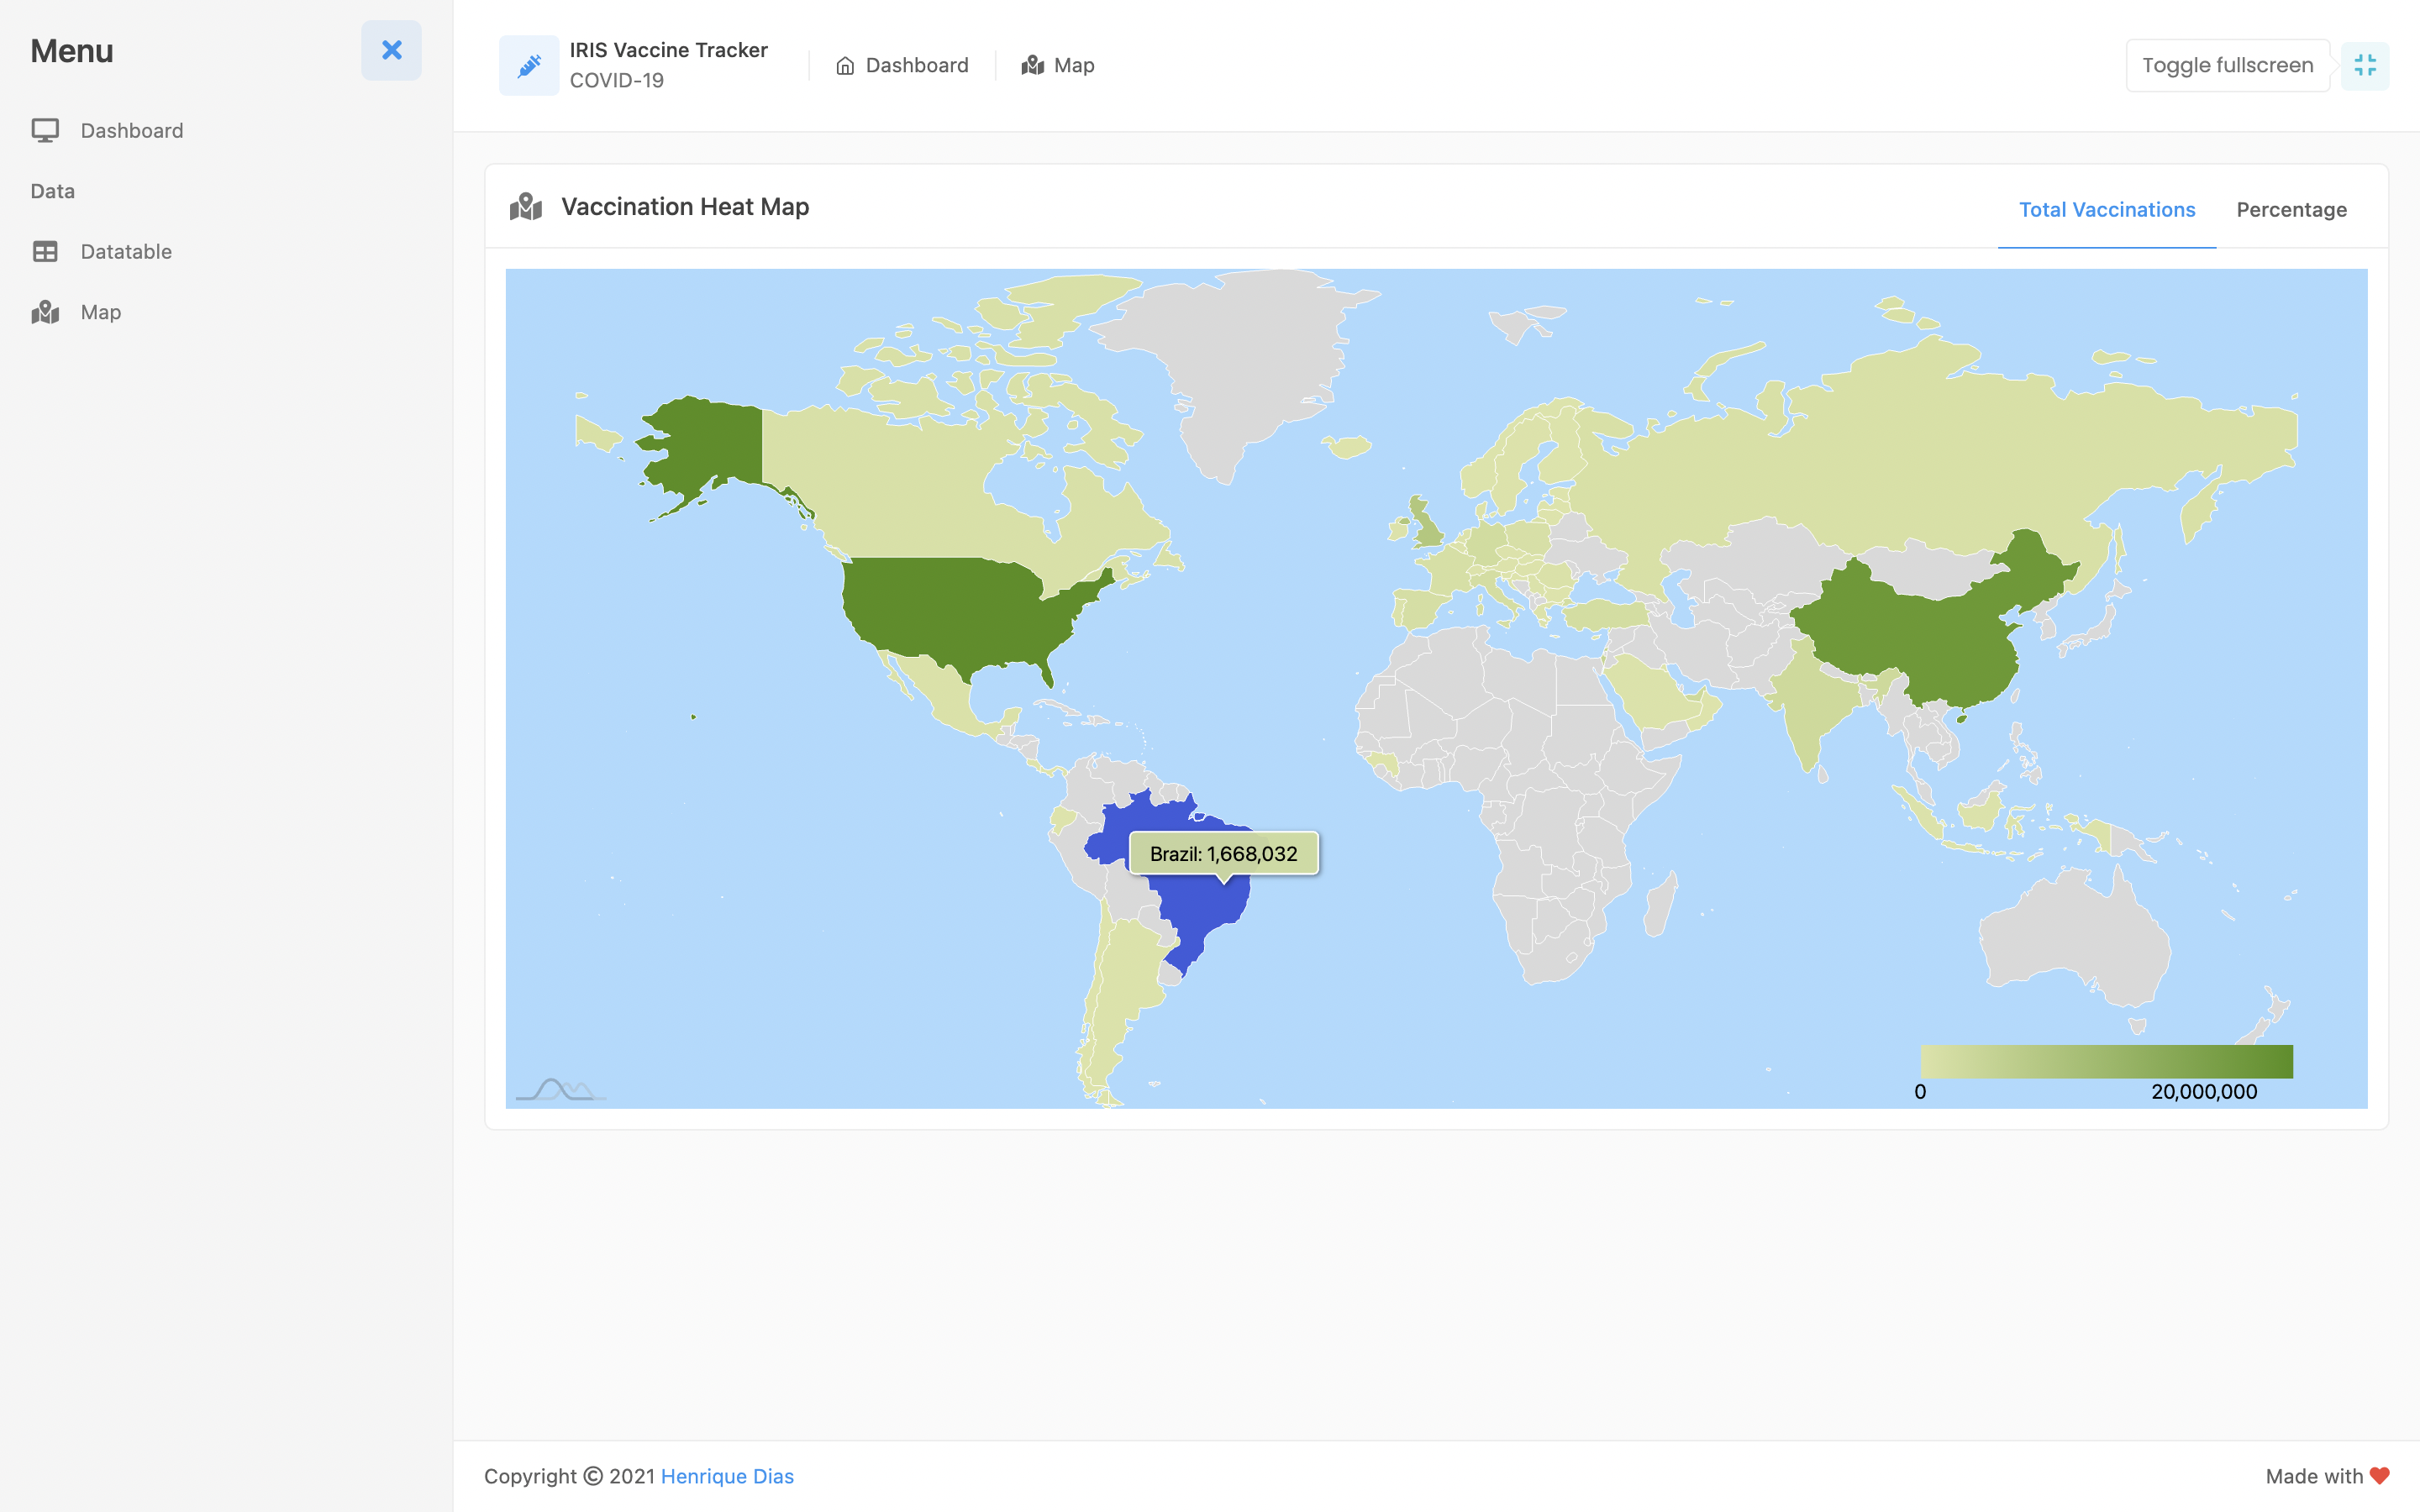 Menu
Dashboard
Data
Datatable
Map
IRIS Vaccine Tracker
COVID-19
Dashboard
Map
Toggle fullscreen
Vaccination Heat Map
Total Vaccinations
Percentage
Brazil: 1,668,032
0
20,000,000
Copyright © 2021 Henrique Dias
Made with